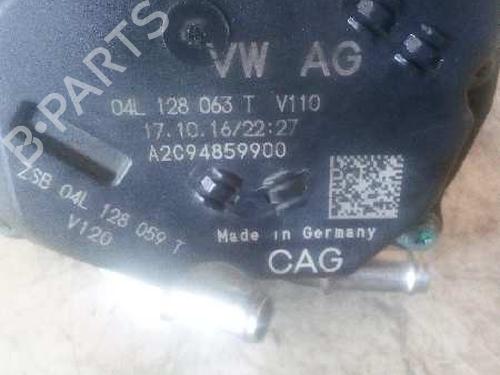 VW AG
04L 128 063 T V110
17.10.16/22:27
A2C94859900
ZSB 04L 128 059 T
V120
Made in Germany
CAG